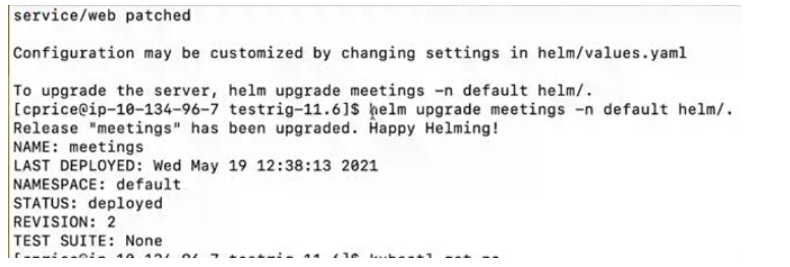 service/web patched
Configuration may be customized by changing settings in helm/values.yaml
To upgrade the server, helm upgrade meetings -n default helm/.
[cprice@ip-10-134-96-7 testrig-11.6]$ helm upgrade meetings -n default helm/.
Release "meetings" has been upgraded. Happy Helming!
NAME: meetings
LAST DEPLOYED: Wed May 19 12:38:13 2021
NAMESPACE: default
STATUS: deployed
REVISION: 2
TEST SUITE: None